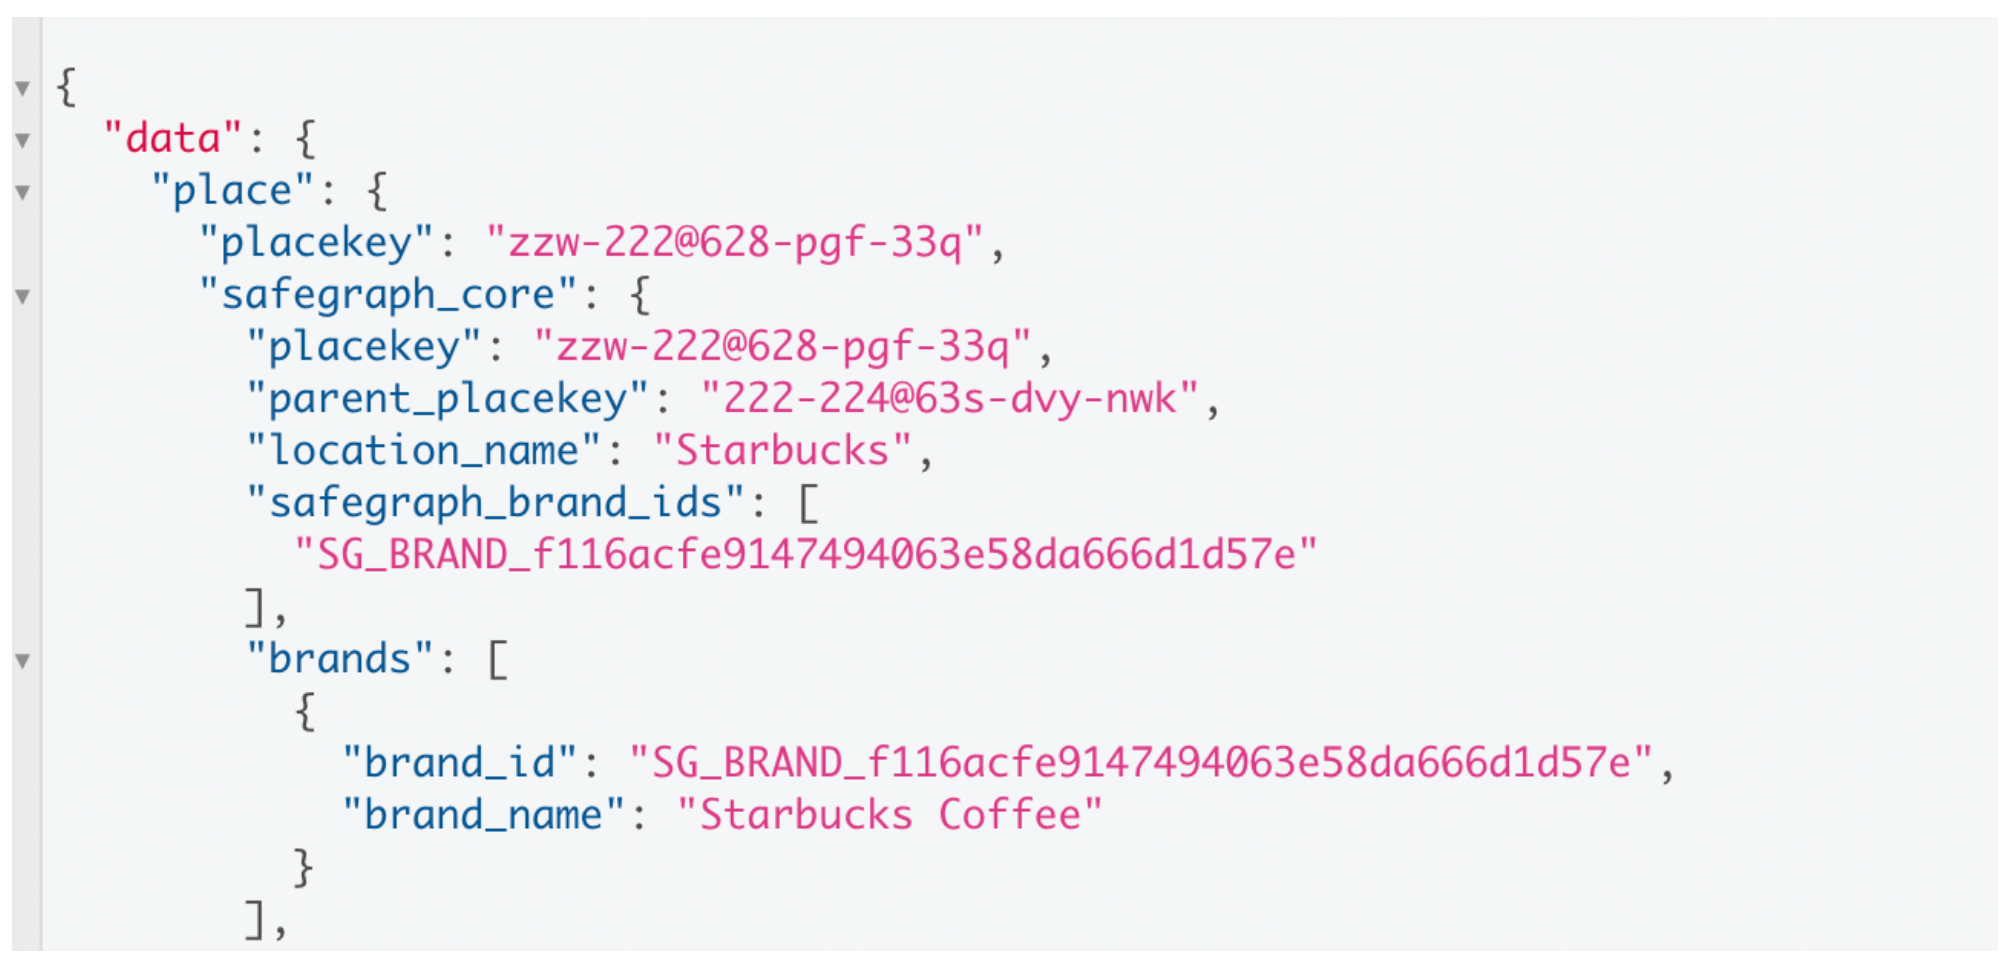 {
"data": {
"place": {
"placekey": "zzw-222@628-pgf-33q",
"safegraph_core": {
"placekey": "zzw-222@628-pgf-33q",
"parent_placekey": "222-224@63s-dvy-nwk",
"location_name": "Starbucks",
"safegraph_brand_ids": [
"SG_BRAND_f116acfe9147494063e58da666d1d57e"
],
"brands": [
{
"brand_id": "SG_BRAND_f116acfe9147494063e58da666d1d57e",
"brand_name": "Starbucks Coffee"
}
],